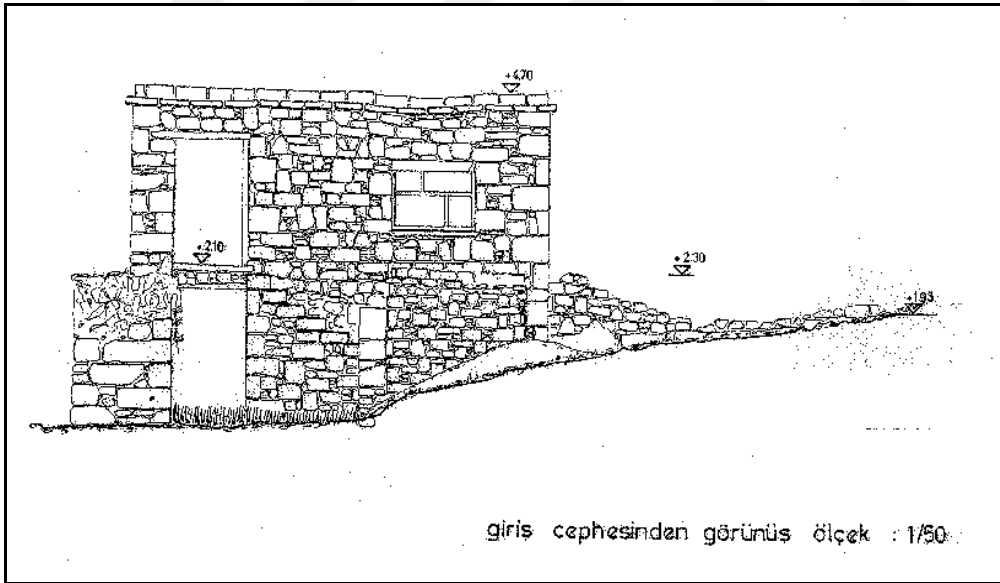 +4,70
+2.10
+2.30
+1.93
giriş cephesinden görünüş ölçek : 1/50